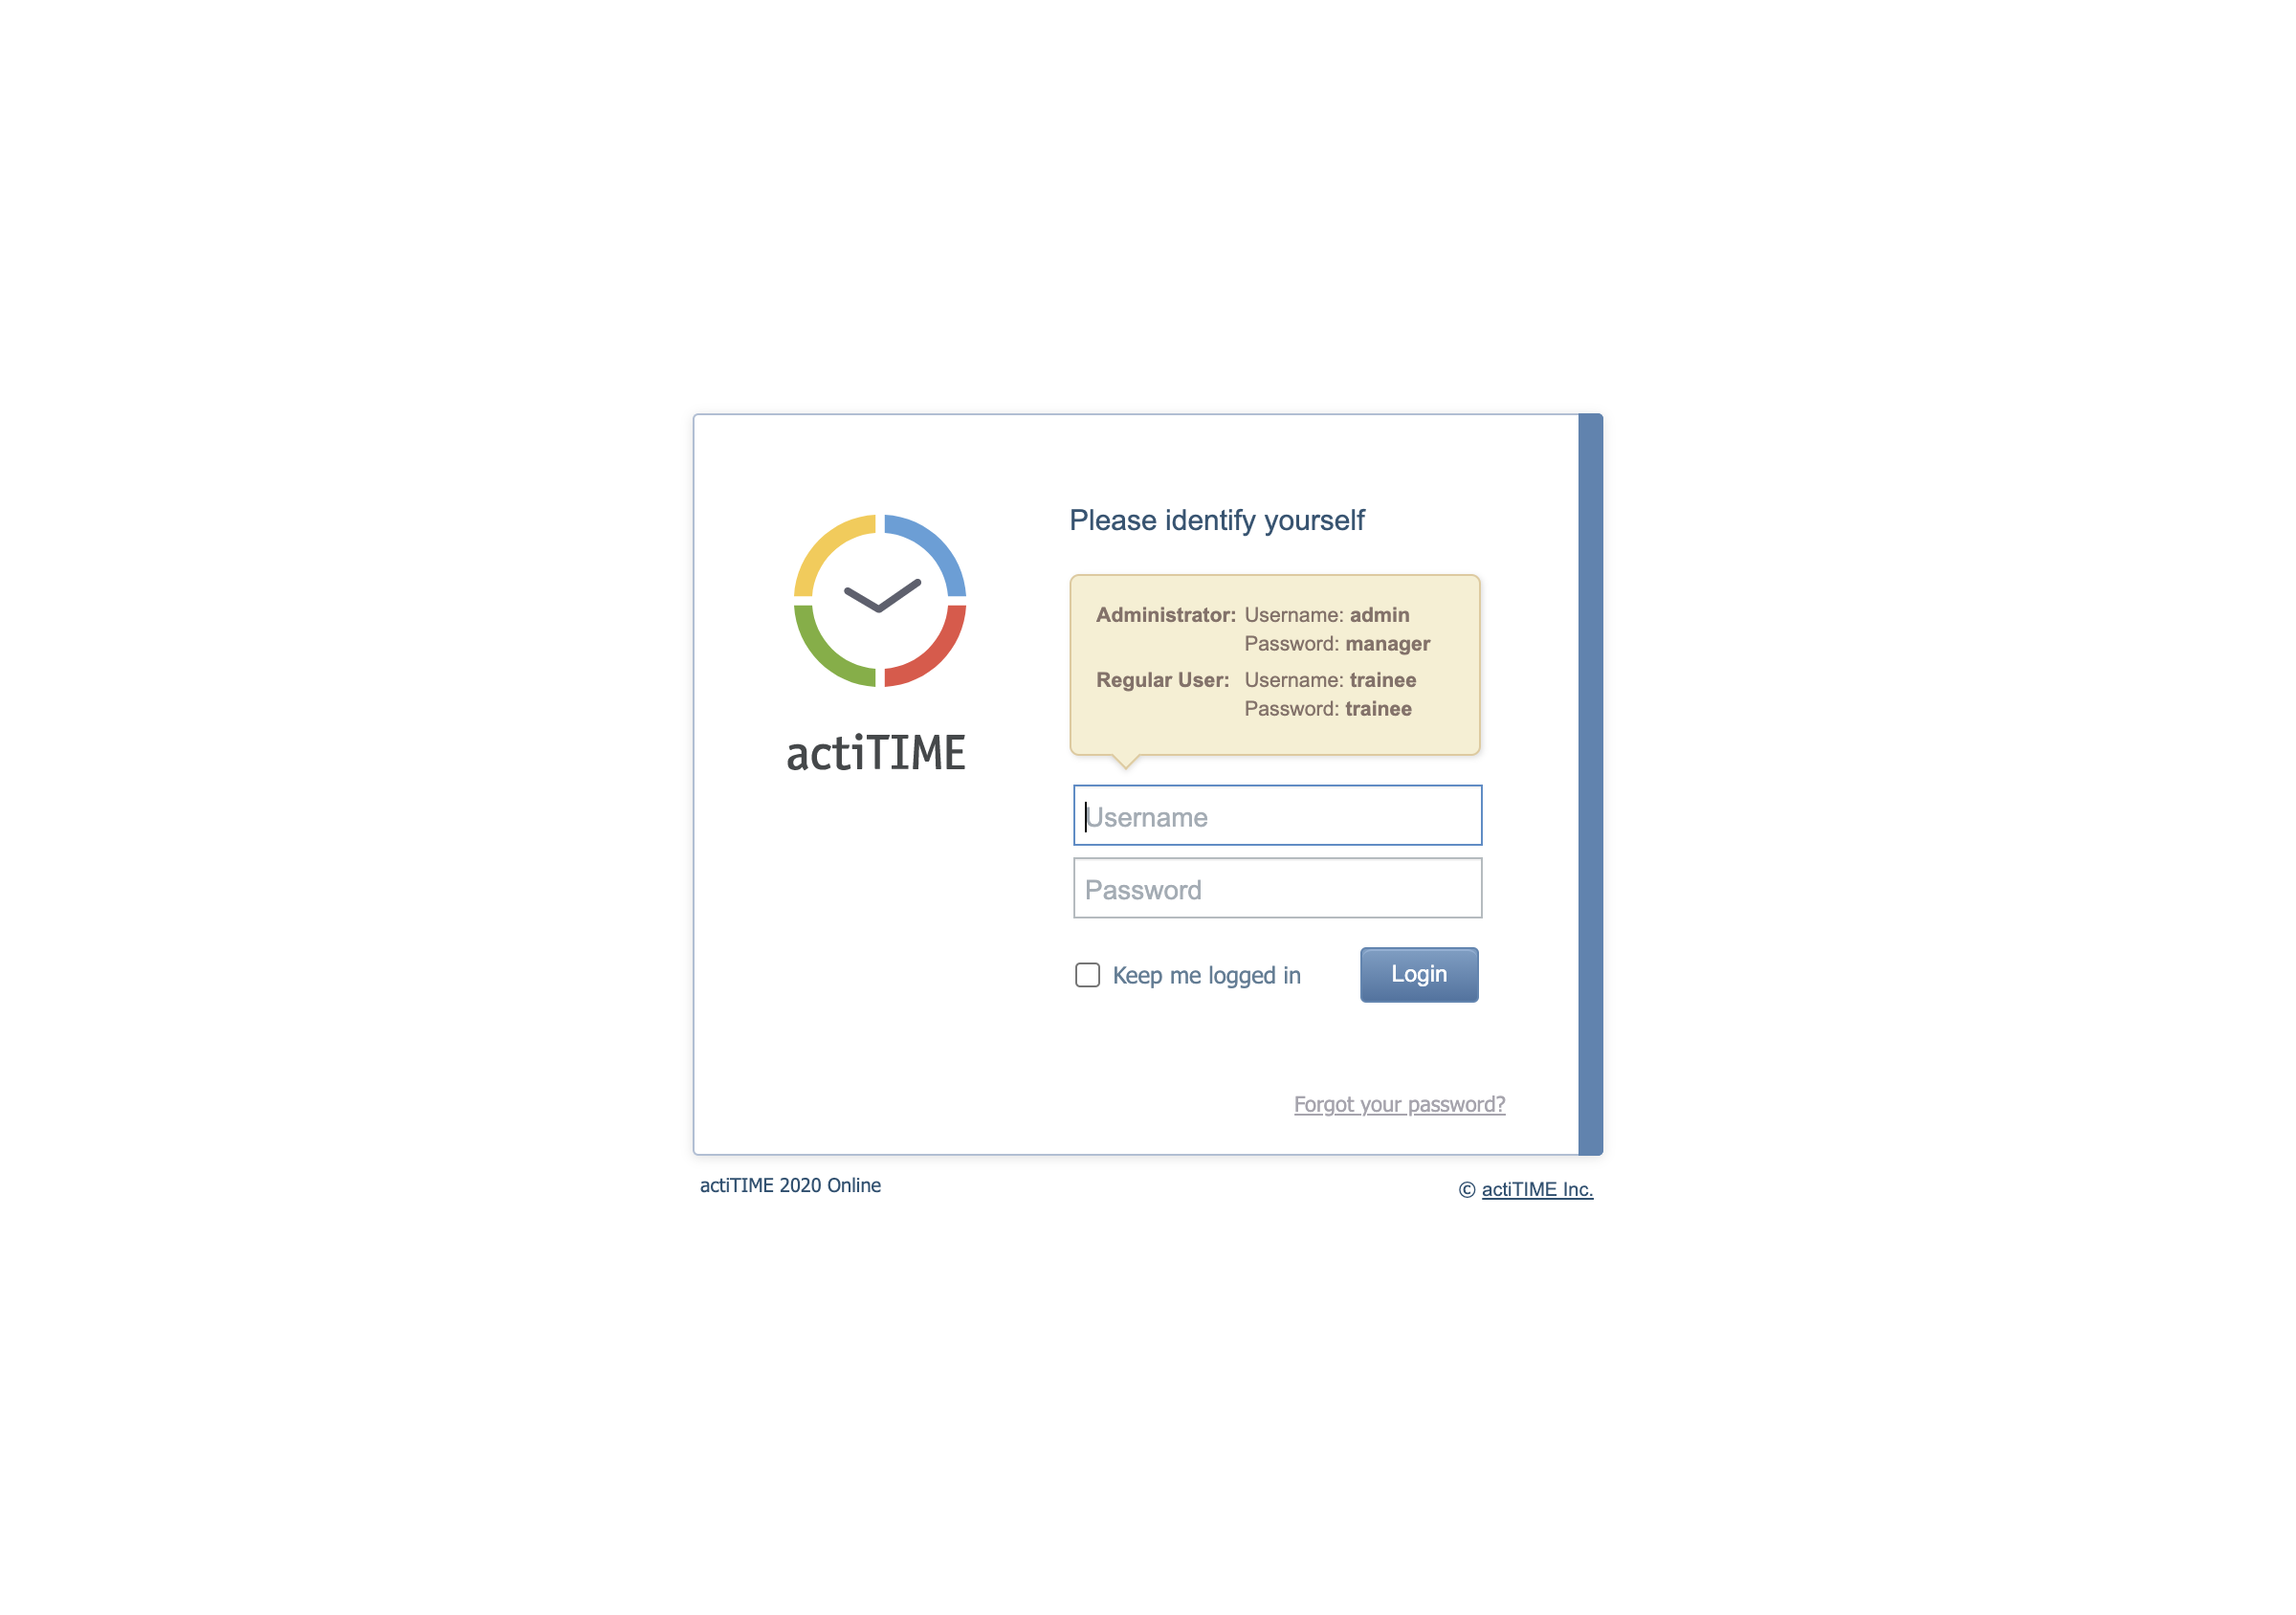 Please identify yourself
Administrator: Username: admin
Password: manager
Regular User: Username: trainee
Password: trainee
actiTIME
Username
Password
Keep me logged in
Login
Forgot your password?
actiTIME 2020 Online
© actiTIME Inc.